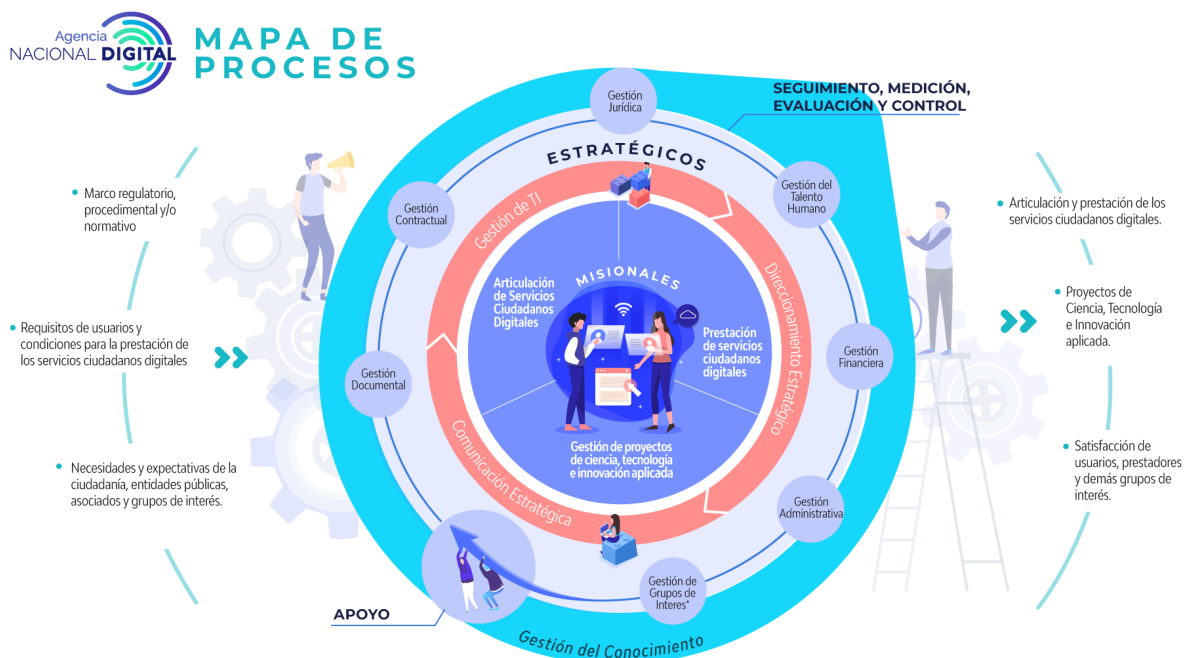 Agencia
NACIONAL DIGITAL
MAPA DE
PROCESOS
Marco regulatorio,
procedimental y/o
normativo
Requisitos de usuarios y
condiciones para la prestación de
los servicios ciudadanos digitales
Necesidades y expectativas de la
ciudadanía, entidades públicas,
asociados y grupos de interés.
SEGUIMIENTO, MEDICIÓN,
EVALUACIÓN Y CONTROL
Gestión
Jurídica
Gestión del
Talento
Humano
Gestión
Financiera
Gestión
Administrativa
Gestión de
Grupos de
Interes*
Gestión
Documental
Gestión
Contractual
ESTRATÉGICOS
Gestión de TI
Direccionamiento Estratégico
Comunicación Estratégica
MISIONALES
Articulación
de Servicios
Ciudadanos
Digitales
Prestación
de servicios
ciudadanos
digitales
Gestión de proyectos
de ciencia, tecnología
e innovación aplicada
APOYO
Gestión del Conocimiento
Articulación y prestación de los
servicios ciudadanos digitales.
Proyectos de
Ciencia, Tecnología
e Innovación
aplicada.
Satisfacción de
usuarios, prestadores
y demás grupos de
interés.